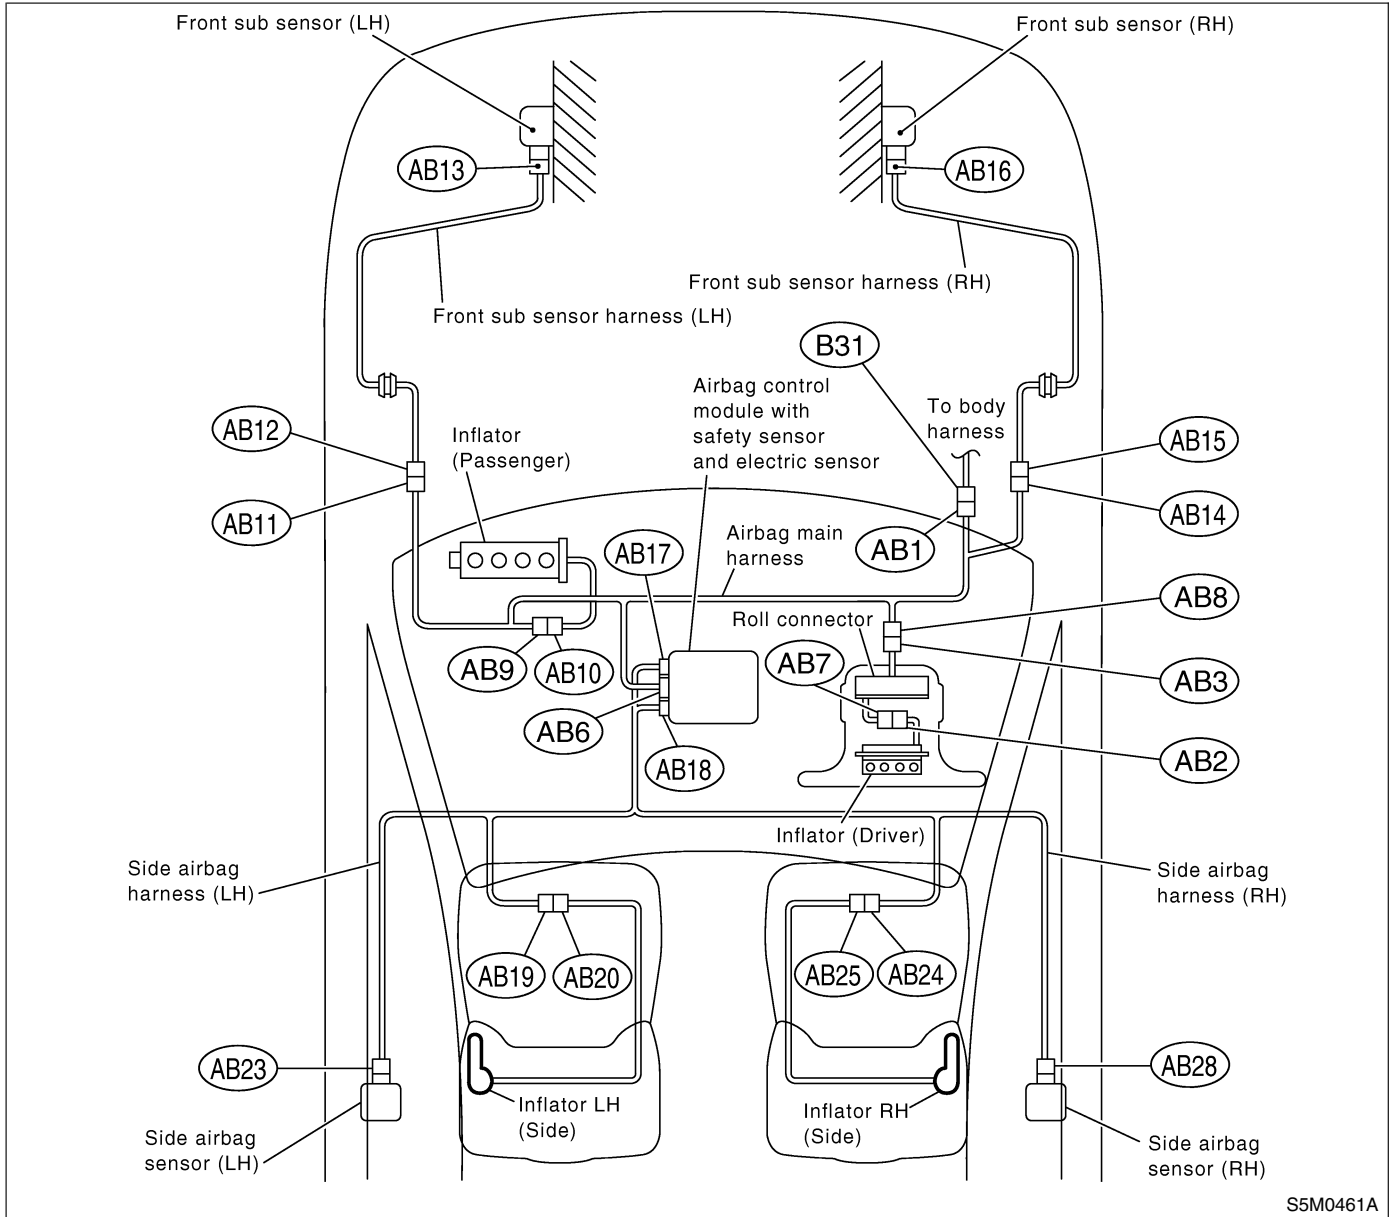 Front sub sensor (LH)
Front sub sensor (RH)
AB13
AB16
Front sub sensor harness (RH)
Front sub sensor harness (LH)
B31
Airbag control
module with
safety sensor
and electric sensor
To body
harness
AB12
Inflator
(Passenger)
AB15
AB11
AB14
AB17
Airbag main
harness
AB1
AB8
Roll connector
AB9
AB10
AB7
AB3
AB6
AB18
AB2
Inflator (Driver)
Side airbag
harness (LH)
Side airbag
harness (RH)
AB19
AB20
AB25
AB24
AB23
AB28
Inflator LH
(Side)
Inflator RH
(Side)
Side airbag
sensor (LH)
Side airbag
sensor (RH)
S5M0461A